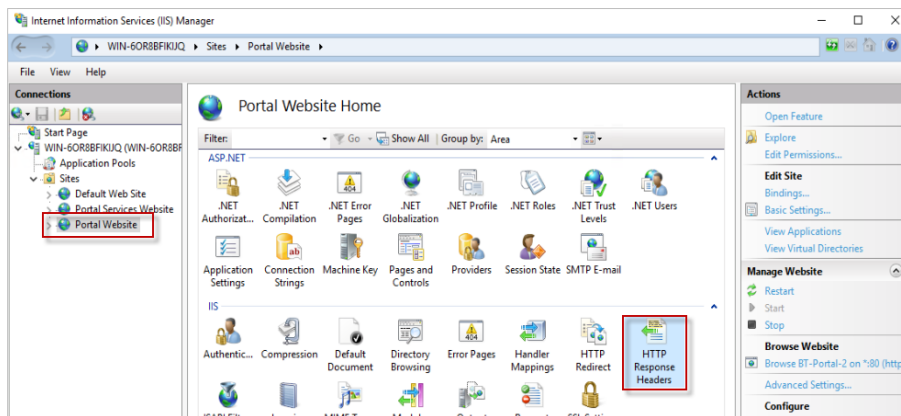 Internet Information Services (IIS) Manager
WIN-6OR8BFIKIJQ Sites Portal Website
File View Help
Connections
Start Page
WIN-6OR8BFIKIJQ (WIN-6OR8BF
Application Pools
Sites
Default Web Site
Portal Services Website
Portal Website
Portal Website Home
Filter: Go Show All Group by: Area
ASP.NET
.NET Authorizat...
.NET Compilation
.NET Error Pages
.NET Globalization
.NET Profile
.NET Roles
.NET Trust Levels
.NET Users
Application Settings
Connection Strings
Machine Key
Pages and Controls
Providers
Session State
SMTP E-mail
IIS
Authentic...
Compression
Default Document
Directory Browsing
Error Pages
Handler Mappings
HTTP Redirect
HTTP Response Headers
Actions
Open Feature
Explore
Edit Permissions...
Edit Site
Bindings...
Basic Settings...
View Applications
View Virtual Directories
Manage Website
Restart
Start
Stop
Browse Website
Browse BT-Portal-2 on *:80 (http
Advanced Settings...
Configure